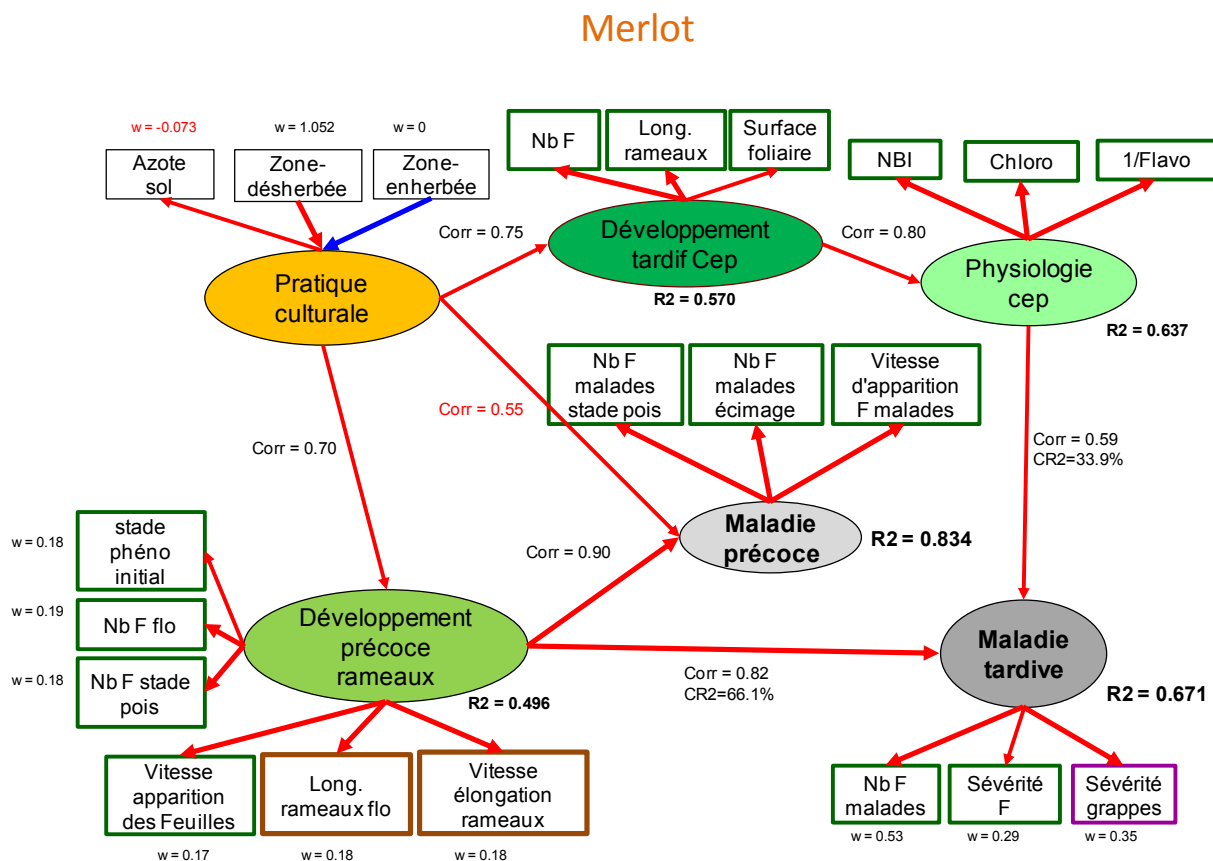 Merlot
w = -0.073
w = 1.052
w = 0
Azote
sol
Zone-
désherbée
Zone-
enherbée
Nb F
Long.
rameaux
Surface
foliaire
NBI
Chloro
1/Flavo
Corr = 0.75
Développement
tardif Cep
R2 = 0.570
Corr = 0.80
Physiologie
cep
R2 = 0.637
Pratique
culturale
Nb F
malades
stade pois
Nb F
malades
écimage
Vitesse
d'apparition
F malades
Corr = 0.55
Corr = 0.70
Corr = 0.59
CR2=33.9%
Maladie
précoce
R2 = 0.834
Corr = 0.90
w = 0.18
stade
phéno
initial
w = 0.19
Nb F flo
w = 0.18
Nb F stade
pois
Développement
précoce
rameaux
R2 = 0.496
Corr = 0.82
CR2=66.1%
Maladie
tardive
R2 = 0.671
Vitesse
apparition
des Feuilles
Long.
rameaux flo
Vitesse
élongation
rameaux
w = 0.17
w = 0.18
w = 0.18
Nb F
malades
Sévérité
F
Sévérité
grappes
w = 0.53
w = 0.29
w = 0.35